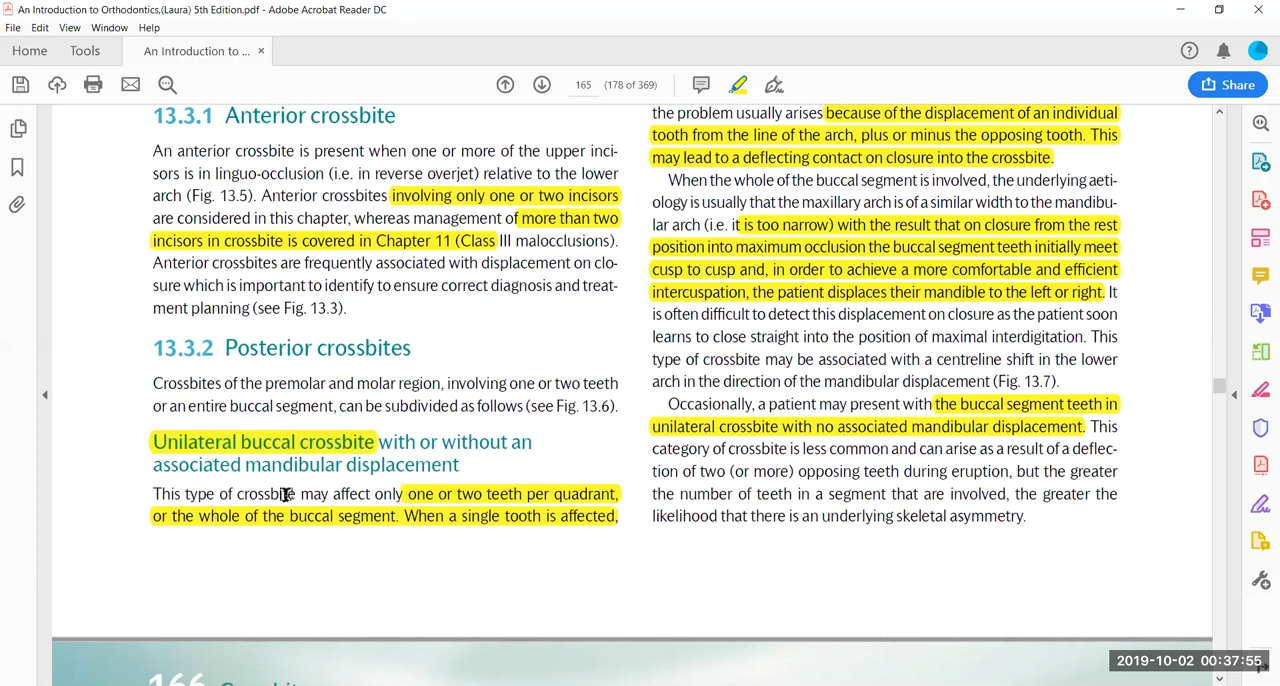 An Introduction to Orthodontics,(Laura) 5th Edition.pdf - Adobe Acrobat Reader DC
File Edit View Window Help
Home Tools An Introduction to ... ×
165 (178 of 369)
Share
13.3.1 Anterior crossbite
An anterior crossbite is present when one or more of the upper inci-
sors is in linguo-occlusion (i.e. in reverse overjet) relative to the lower
arch (Fig. 13.5). Anterior crossbites involving only one or two incisors
are considered in this chapter, whereas management of more than two
incisors in crossbite is covered in Chapter 11 (Class III malocclusions).
Anterior crossbites are frequently associated with displacement on clo-
sure which is important to identify to ensure correct diagnosis and treat-
ment planning (see Fig. 13.3).
13.3.2 Posterior crossbites
Crossbites of the premolar and molar region, involving one or two teeth
or an entire buccal segment, can be subdivided as follows (see Fig. 13.6).
Unilateral buccal crossbite with or without an
associated mandibular displacement
This type of crossbite may affect only one or two teeth per quadrant,
or the whole of the buccal segment. When a single tooth is affected,
the problem usually arises because of the displacement of an individual
tooth from the line of the arch, plus or minus the opposing tooth. This
may lead to a deflecting contact on closure into the crossbite.
When the whole of the buccal segment is involved, the underlying aeti-
ology is usually that the maxillary arch is of a similar width to the mandibu-
lar arch (i.e. it is too narrow) with the result that on closure from the rest
position into maximum occlusion the buccal segment teeth initially meet
cusp to cusp and, in order to achieve a more comfortable and efficient
intercuspation, the patient displaces their mandible to the left or right. It
is often difficult to detect this displacement on closure as the patient soon
learns to close straight into the position of maximal interdigitation. This
type of crossbite may be associated with a centreline shift in the lower
arch in the direction of the mandibular displacement (Fig. 13.7).
Occasionally, a patient may present with the buccal segment teeth in
unilateral crossbite with no associated mandibular displacement. This
category of crossbite is less common and can arise as a result of a deflec-
tion of two (or more) opposing teeth during eruption, but the greater
the number of teeth in a segment that are involved, the greater the
likelihood that there is an underlying skeletal asymmetry.
2019-10-02 00:37:55